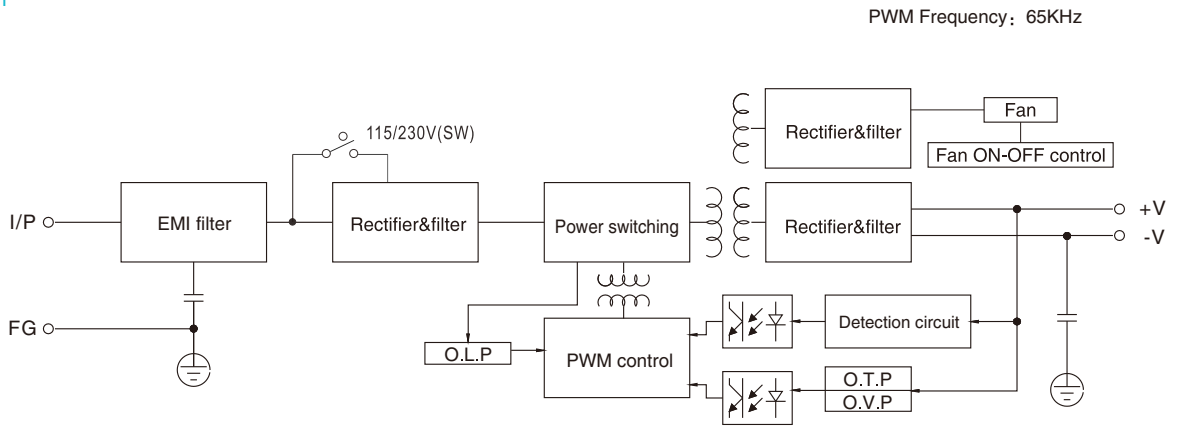 PWM Frequency：65KHz
115/230V(SW)
Rectifier&filter
Fan
Fan ON-OFF control
I/P
EMI filter
Rectifier&filter
Power switching
Rectifier&filter
+V
-V
FG
O.L.P
PWM control
Detection circuit
O.T.P
O.V.P